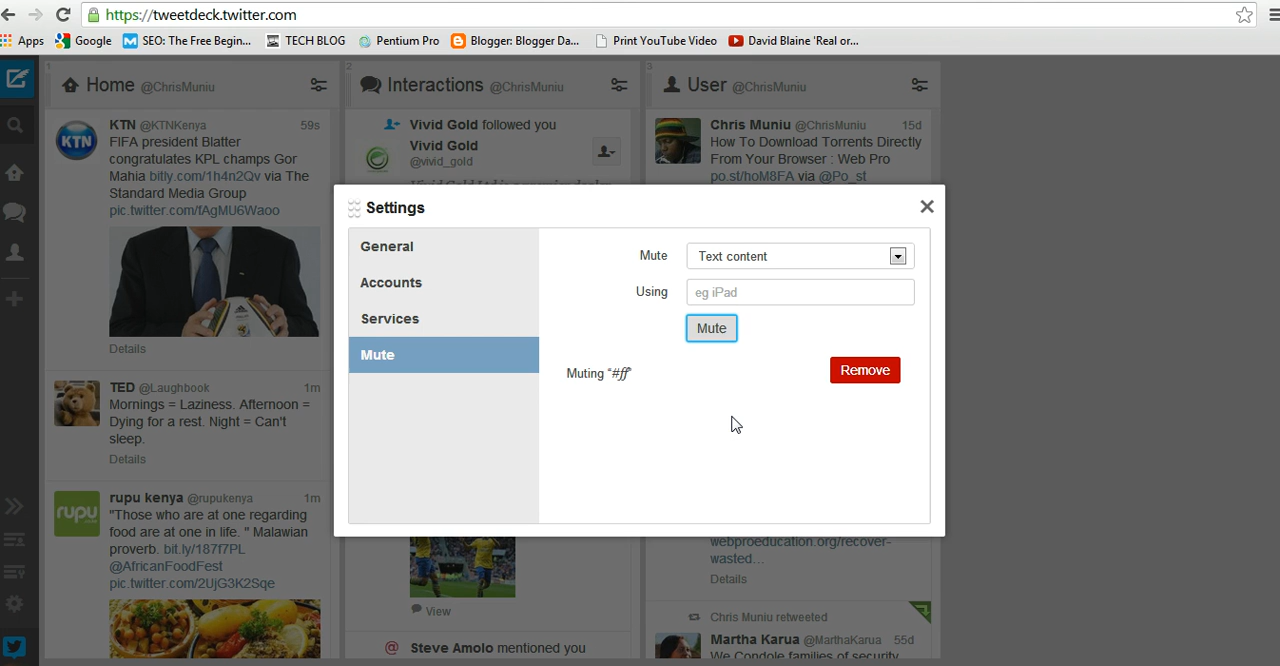 https://tweetdeck.twitter.com
Apps Google SEO: The Free Begin... TECH BLOG Pentium Pro Blogger: Blogger Da... Print YouTube Video David Blaine 'Real or...
1
Home @ChrisMuniu
KTN @KTNKenya 59s
FIFA president Blatter
congratulates KPL champs Gor
Mahia bitly.com/1h4n2Qv via The
Standard Media Group
pic.twitter.com/fAgMU6Waoo
Details
TED @Laughbook 1m
Mornings = Laziness. Afternoon =
Dying for a rest. Night = Can't
sleep.
Details
rupu
rupu kenya @rupukenya 1m
"Those who are at one regarding
food are at one in life. " Malawian
proverb. bit.ly/187f7PL
@AfricanFoodFest
pic.twitter.com/2UjG3K2Sqe
2
Interactions @ChrisMuniu
Vivid Gold followed you
Vivid Gold
@vivid_gold
View
@ Steve Amolo mentioned you
3
User @ChrisMuniu
Chris Muniu @ChrisMuniu 15d
How To Download Torrents Directly
From Your Browser : Web Pro
po.st/hoM8FA via @Po_st
webproeducation.org/recover-
wasted...
Details
Chris Muniu retweeted
Martha Karua @MarthaKarua 55d
We Condole families of security
Settings
General
Accounts
Services
Mute
Mute Text content
Using eg iPad
Mute
Muting "#ff"
Remove
KTN